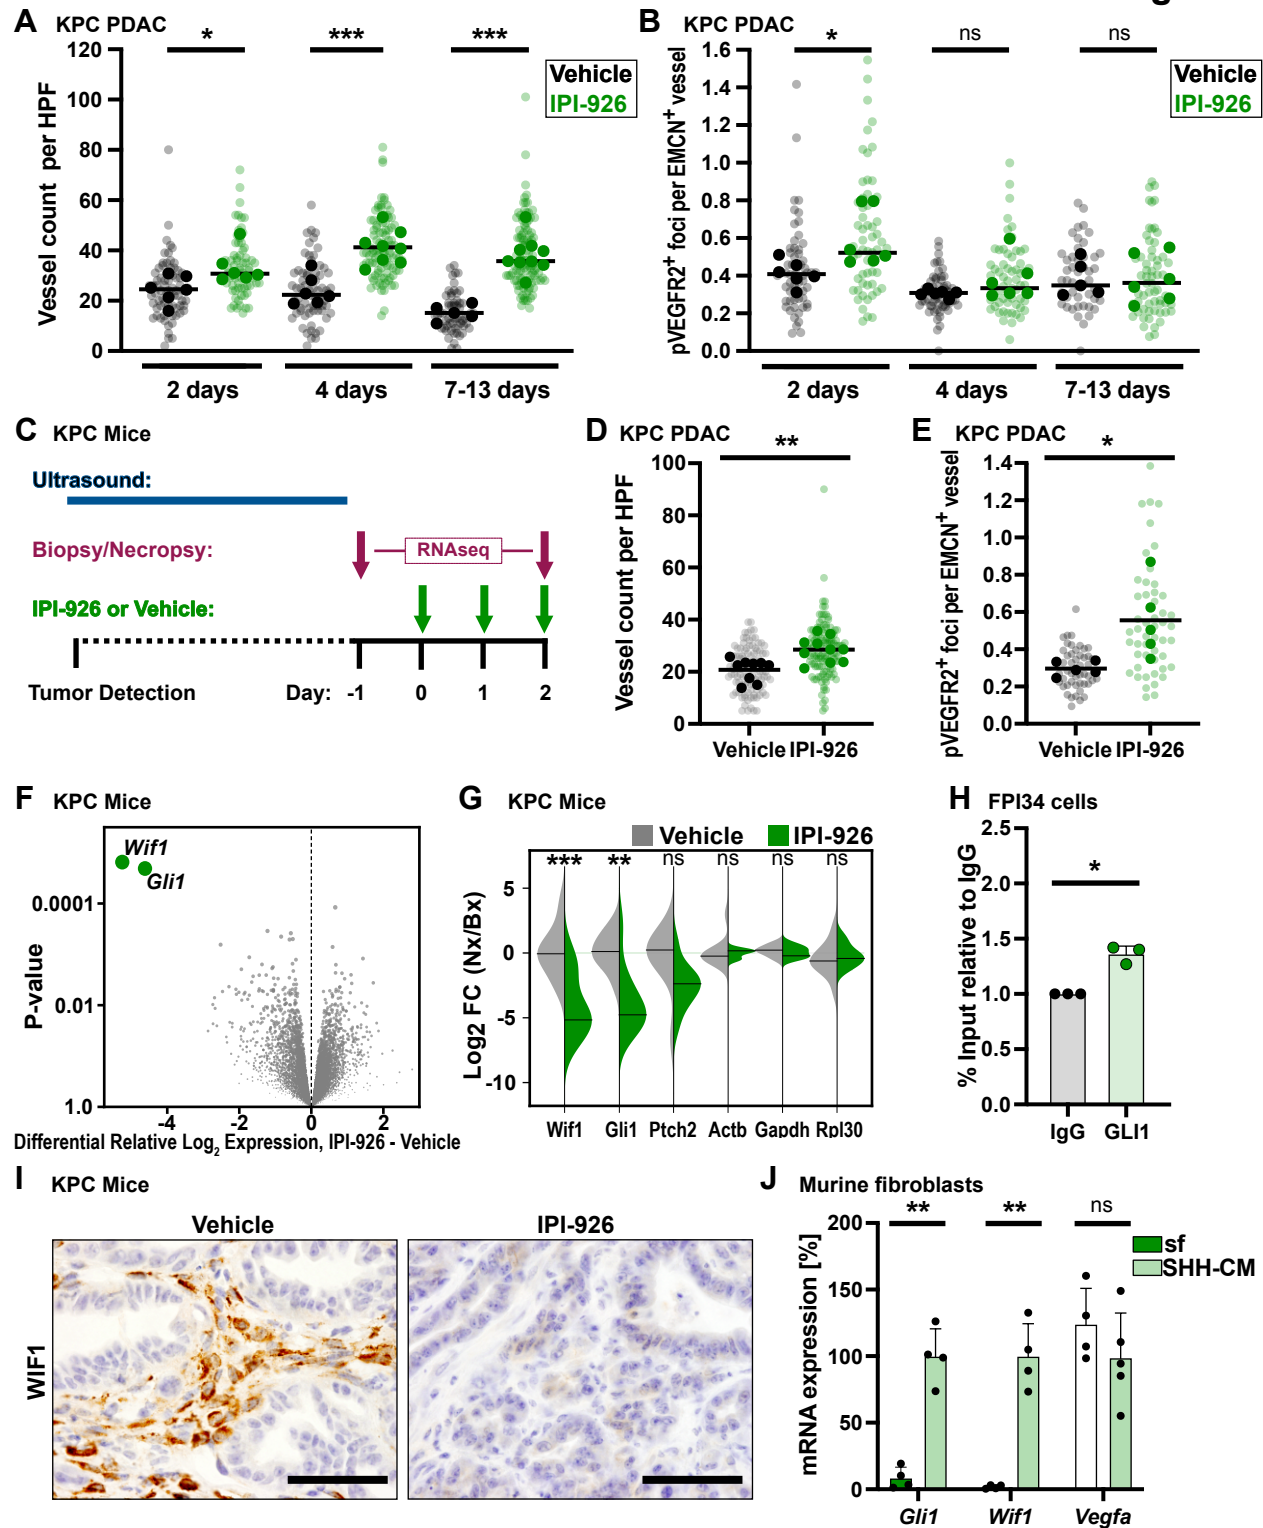 A KPC PDAC
* *** ***
120
100
80
60
40
20
0
Vessel count per HPF
Vehicle
IPI-926
2 days 4 days 7-13 days
B KPC PDAC
* ns ns
1.6
1.4
1.2
1.0
0.8
0.6
0.4
0.2
0.0
pVEGFR2+ foci per EMCN+ vessel
Vehicle
IPI-926
2 days 4 days 7-13 days
C KPC Mice
Ultrasound:
Biopsy/Necropsy: RNAseq
IPI-926 or Vehicle:
Tumor Detection Day: -1 0 1 2
D KPC PDAC
**
100
80
60
40
20
0
Vessel count per HPF
Vehicle IPI-926
E KPC PDAC
*
1.4
1.2
1.0
0.8
0.6
0.4
0.2
0.0
pVEGFR2+ foci per EMCN+ vessel
Vehicle IPI-926
F KPC Mice
Wif1
Gli1
0.0001
0.01
1.0
P-value
-4 -2 0 2
Differential Relative Log2 Expression, IPI-926 - Vehicle
G KPC Mice
Vehicle IPI-926
*** ** ns ns ns ns
5
0
-5
-10
Log2 FC (Nx/Bx)
Wif1 Gli1 Ptch2 Actb Gapdh Rpl30
H FPI34 cells
*
2.5
2.0
1.5
1.0
0.5
0.0
% Input relative to IgG
IgG GLI1
I KPC Mice
Vehicle IPI-926
WIF1
J Murine fibroblasts
** ** ns
200
150
100
50
0
mRNA expression [%]
sf
SHH-CM
Gli1 Wif1 Vegfa